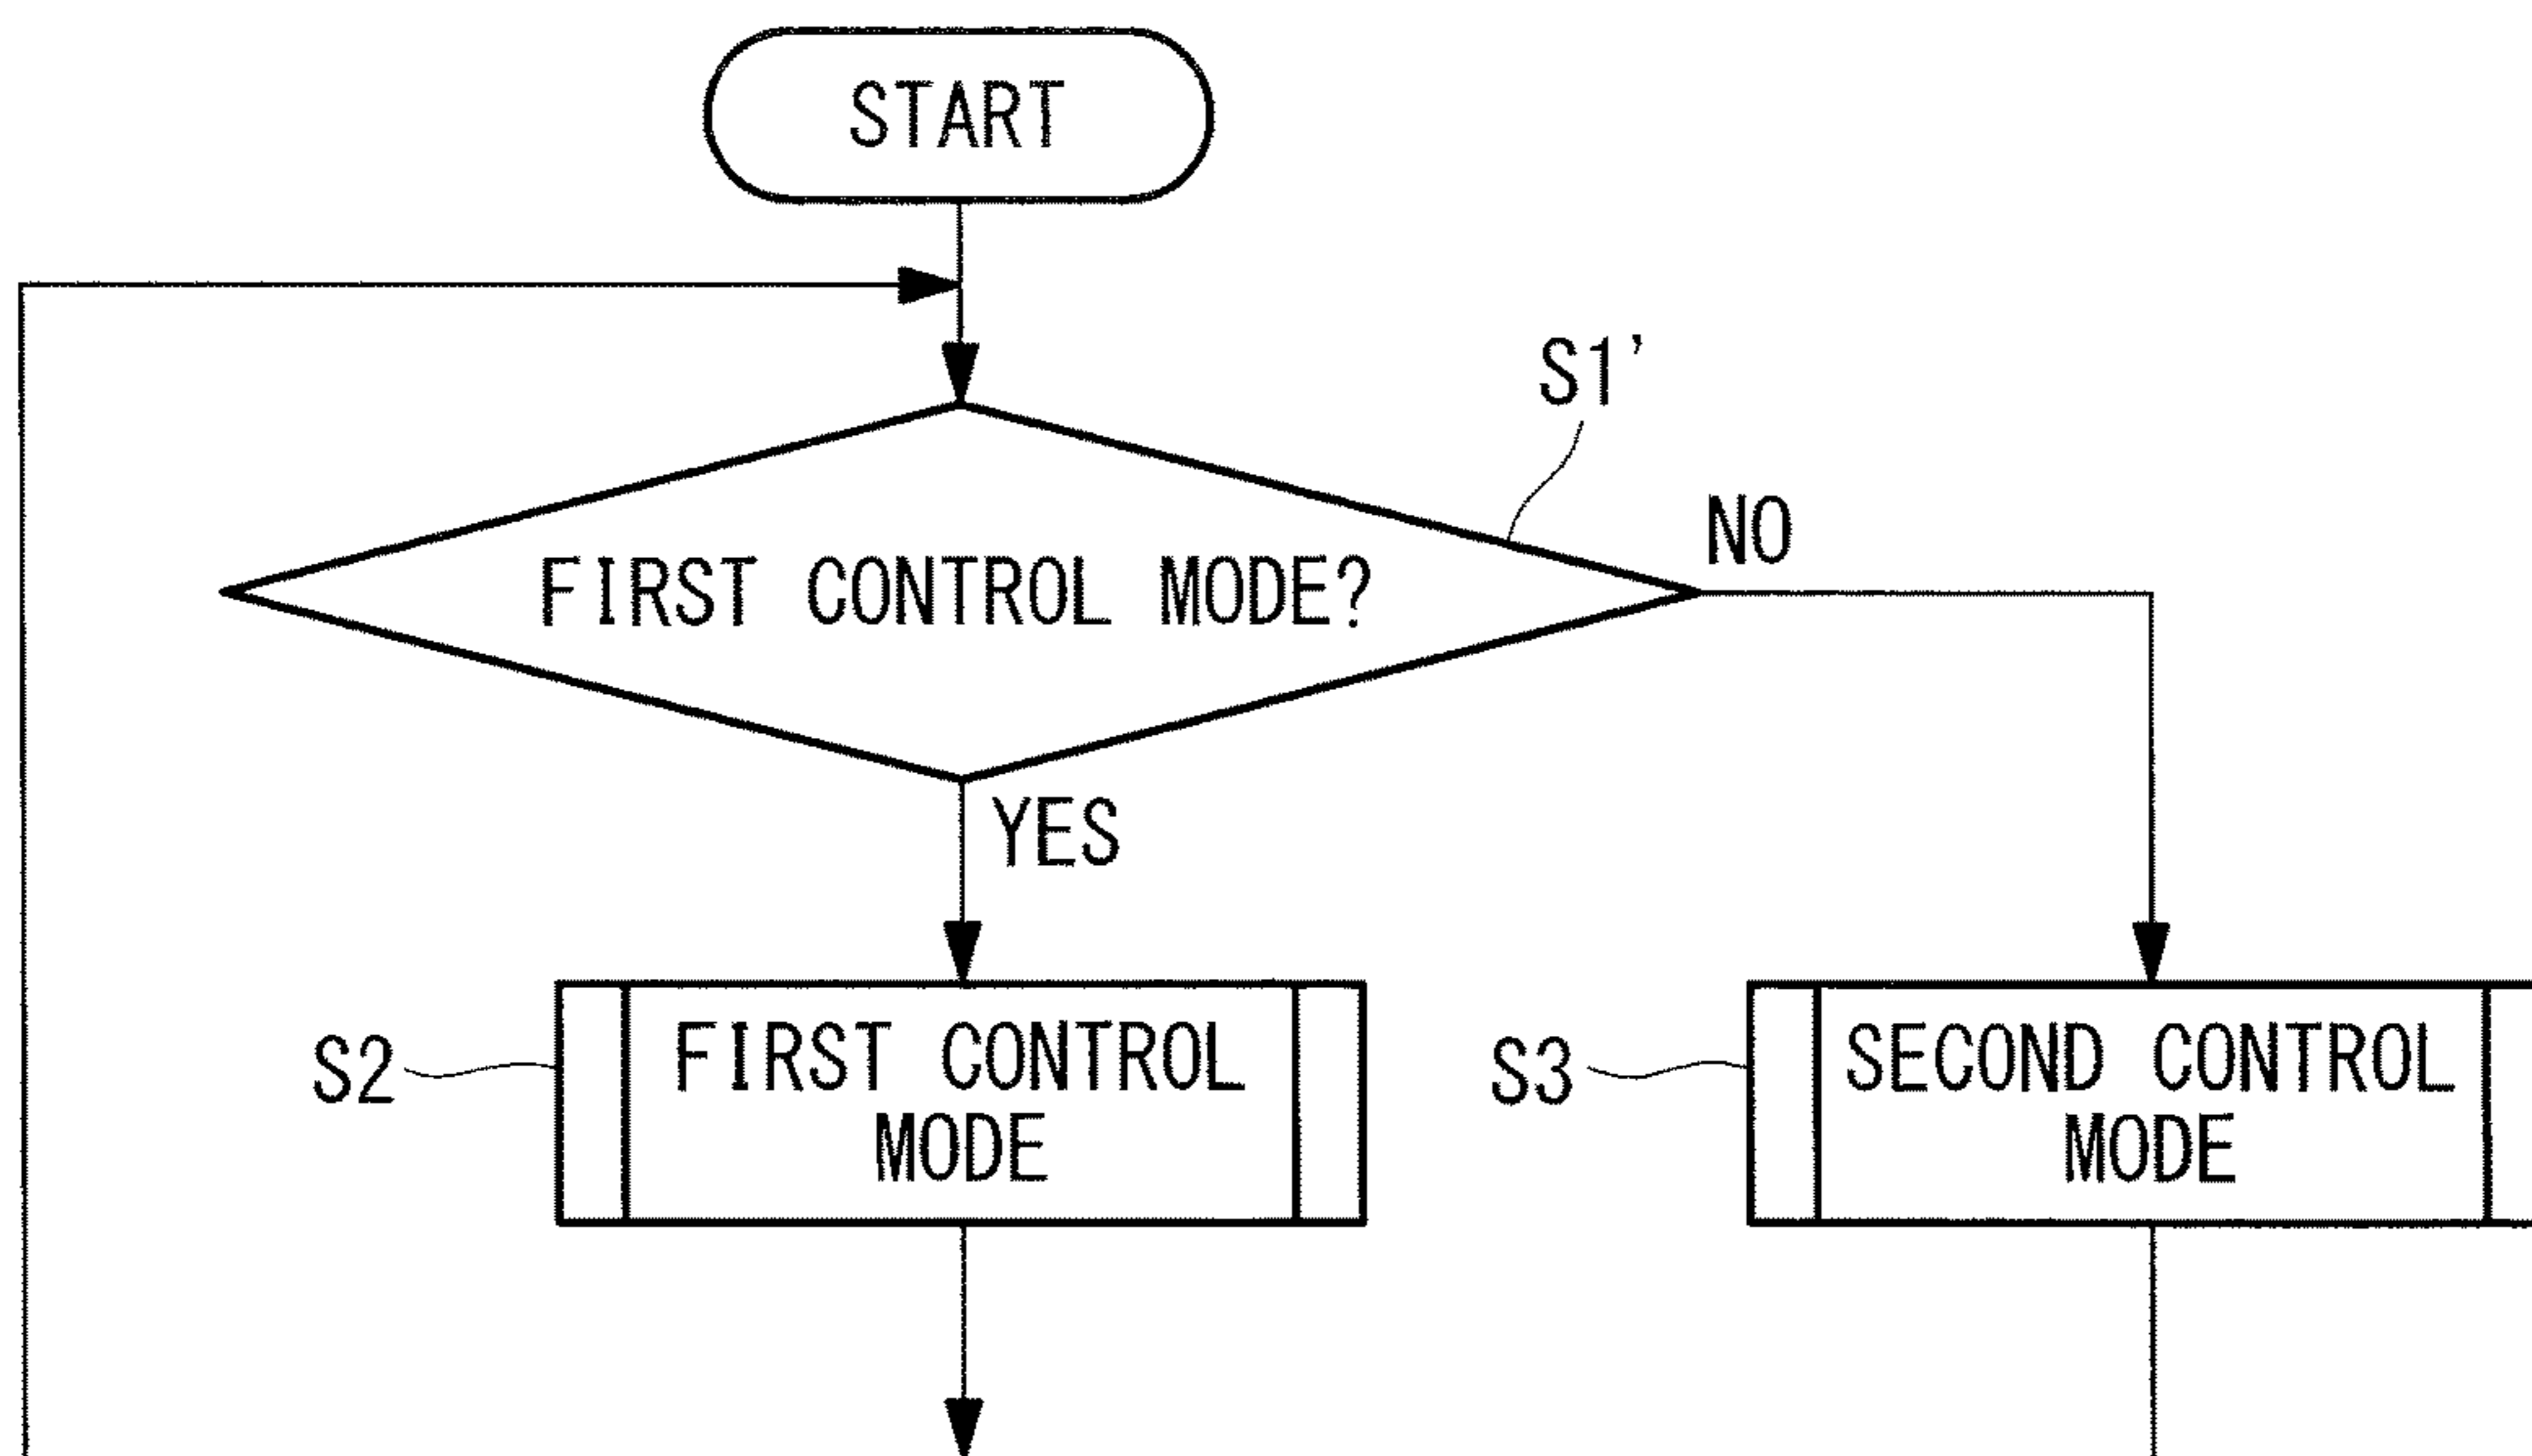 START
S1'
NO
FIRST CONTROL MODE?
YES
S2
FIRST CONTROL
MODE
S3
SECOND CONTROL
MODE